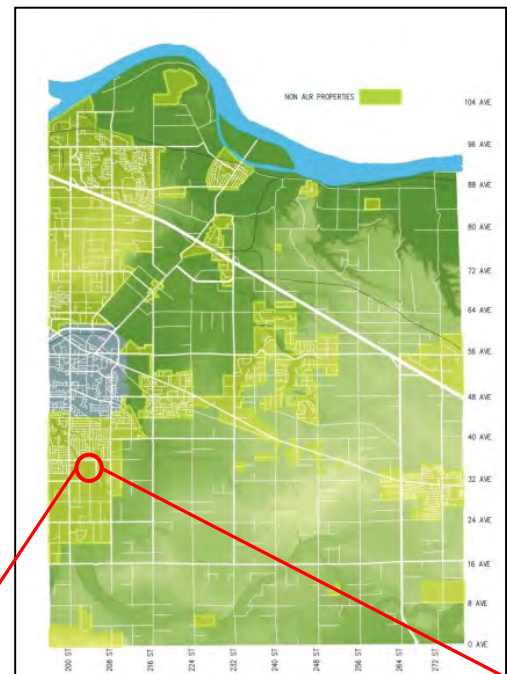 NON ALR PROPERTIES
104 AVE
96 AVE
88 AVE
80 AVE
72 AVE
64 AVE
56 AVE
48 AVE
40 AVE
32 AVE
24 AVE
16 AVE
8 AVE
0 AVE
200 ST
208 ST
216 ST
224 ST
232 ST
240 ST
248 ST
256 ST
264 ST
272 ST